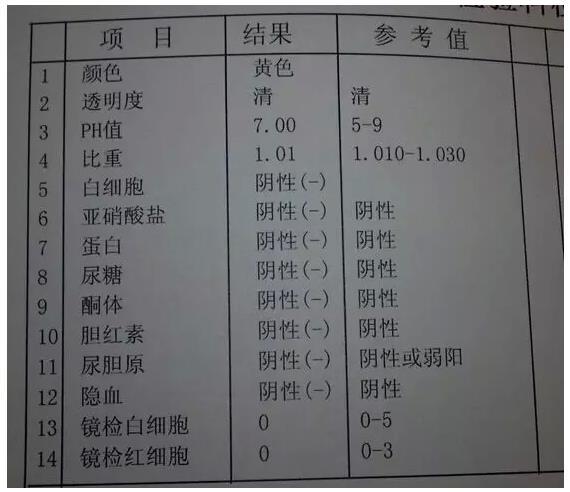 项 目 结果 参考值
1 颜色 黄色
2 透明度 清 清
3 PH值 7.00 5-9
4 比重 1.01 1.010-1.030
5 白细胞 阴性(-)
6 亚硝酸盐 阴性(-) 阴性
7 蛋白 阴性(-) 阴性
8 尿糖 阴性(-) 阴性
9 酮体 阴性(-) 阴性
10 胆红素 阴性(-) 阴性
11 尿胆原 阴性(-) 阴性或弱阳
12 隐血 阴性(-) 阴性
13 镜检白细胞 0 0-5
14 镜检红细胞 0 0-3